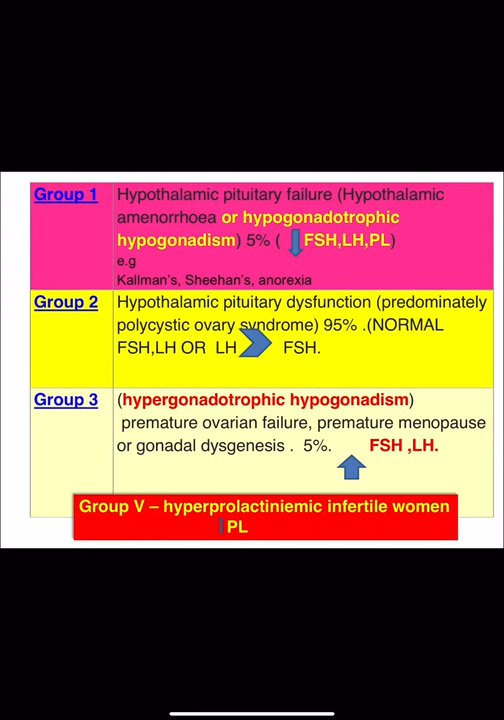 Group 1
Hypothalamic pituitary failure (Hypothalamic
amenorrhoea or hypogonadotrophic
hypogonadism) 5% ( FSH,LH,PL)
e.g
Kallman's, Sheehan's, anorexia
Group 2
Hypothalamic pituitary dysfunction (predominately
polycystic ovary syndrome) 95% .(NORMAL
FSH,LH OR LH FSH.
Group 3
(hypergonadotrophic hypogonadism)
premature ovarian failure, premature menopause
or gonadal dysgenesis . 5%. FSH ,LH.
Group V – hyperprolactiniemic infertile women
PL